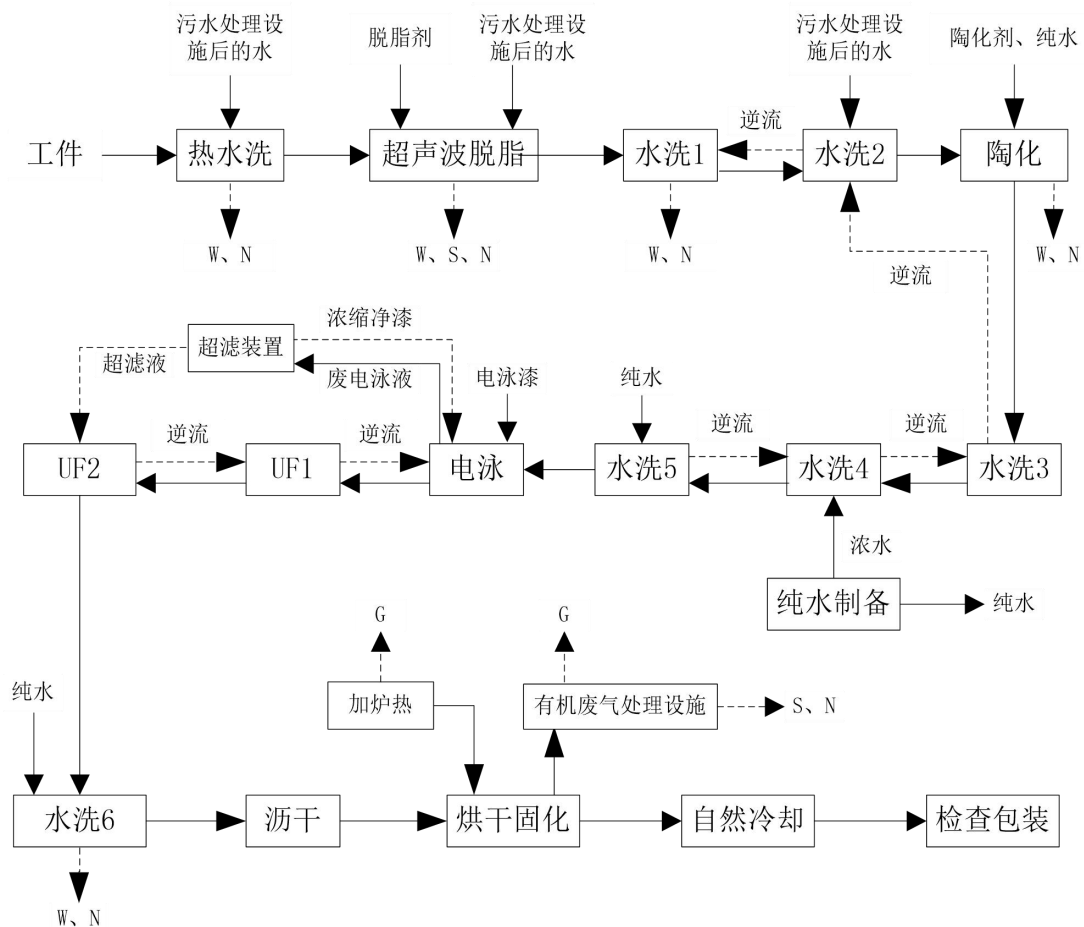 污水处理设
施后的水
脱脂剂
污水处理设
施后的水
污水处理设
施后的水
陶化剂、纯水
工件
热水洗
超声波脱脂
水洗1
逆流
水洗2
陶化
W、N
W、S、N
W、N
W、N
逆流
浓缩净漆
超滤装置
超滤液
废电泳液
电泳漆
纯水
逆流
逆流
逆流
逆流
UF2
UF1
电泳
水洗5
水洗4
水洗3
浓水
纯水制备
纯水
G
G
纯水
加炉热
有机废气处理设施
S、N
水洗6
沥干
烘干固化
自然冷却
检查包装
W、N